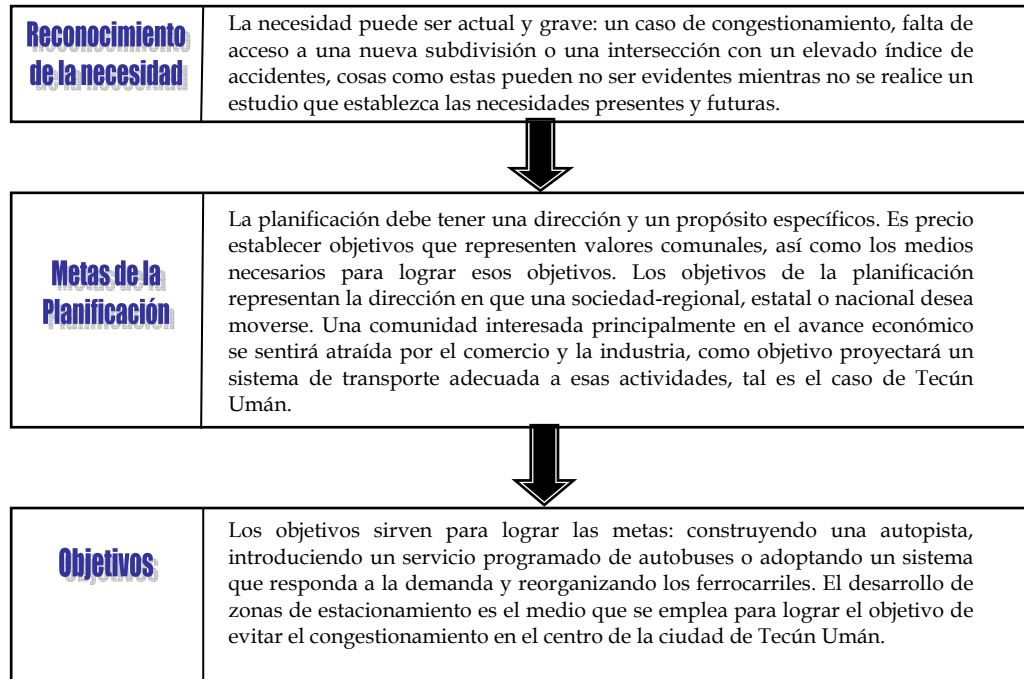 Reconocimiento
de la necesidad
La necesidad puede ser actual y grave: un caso de congestionamiento, falta de
acceso a una nueva subdivisión o una intersección con un elevado índice de
accidentes, cosas como estas pueden no ser evidentes mientras no se realice un
estudio que establezca las necesidades presentes y futuras.
Metas de la
Planificación
La planificación debe tener una dirección y un propósito específicos. Es precio
establecer objetivos que representen valores comunales, así como los medios
necesarios para lograr esos objetivos. Los objetivos de la planificación
representan la dirección en que una sociedad-regional, estatal o nacional desea
moverse. Una comunidad interesada principalmente en el avance económico
se sentirá atraída por el comercio y la industria, como objetivo proyectará un
sistema de transporte adecuada a esas actividades, tal es el caso de Tecún
Umán.
Objetivos
Los objetivos sirven para lograr las metas: construyendo una autopista,
introduciendo un servicio programado de autobuses o adoptando un sistema
que responda a la demanda y reorganizando los ferrocarriles. El desarrollo de
zonas de estacionamiento es el medio que se emplea para lograr el objetivo de
evitar el congestionamiento en el centro de la ciudad de Tecún Umán.